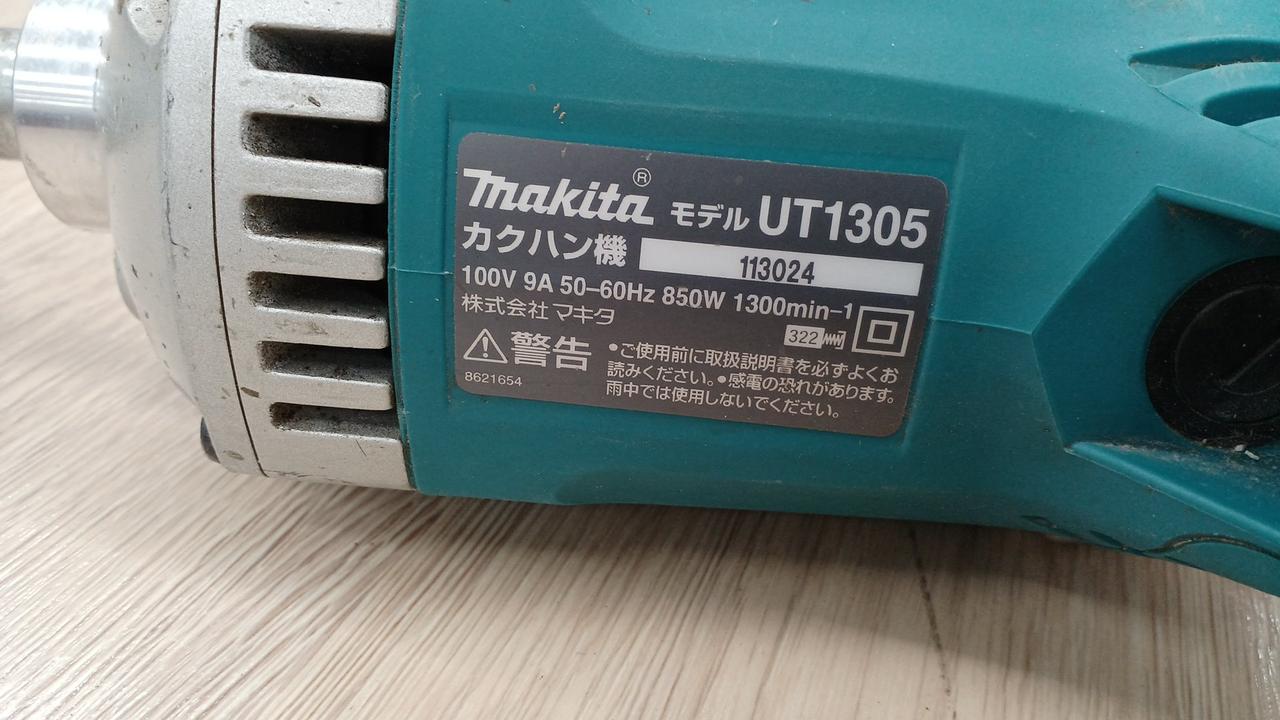 makita® モデル UT1305
カクハン機 113024
100V 9A 50–60Hz 850W 1300min–1
株式会社 マキタ
322
警告
•ご使用前に取扱説明書を必ずよくお
読みください。•感電の恐れがあります。
雨中では使用しないでください。
8621654